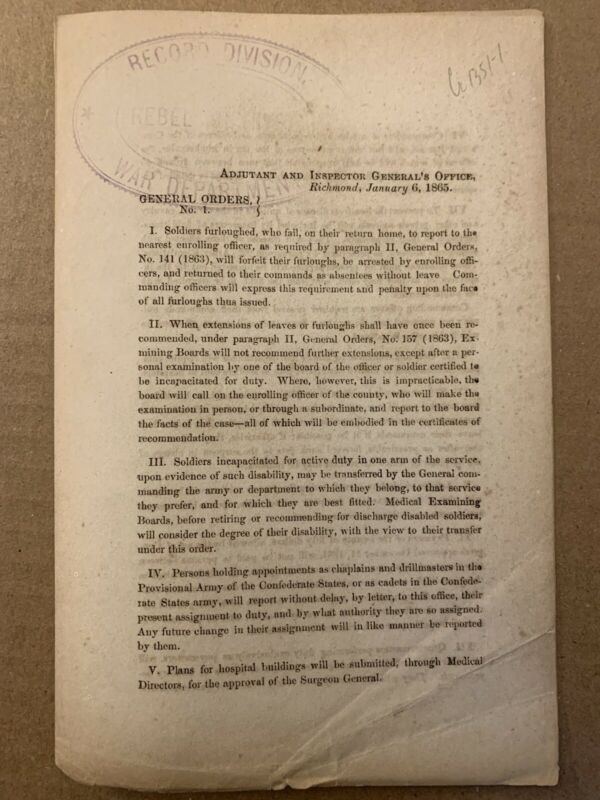 RECORD DIVISION,
REBEL
WAR DEPARTMENT
Cr 1351-1
ADJUTANT AND INSPECTOR GENERAL'S OFFICE,
Richmond, January 6, 1865.
GENERAL ORDERS, }
No. 1. }
I. Soldiers furloughed, who fail, on their return home, to report to the
nearest enrolling officer, as required by paragraph II, General Orders,
No. 141 (1863), will forfeit their furloughs, be arrested by enrolling offi-
cers, and returned to their commands as absentees without leave Com-
manding officers will express this requirement and penalty upon the face
of all furloughs thus issued.
II. When extensions of leaves or furloughs shall have once been re-
commended, under paragraph II, General Orders, No. 157 (1863), Ex-
mining Boards will not recommend further extensions, except after a per-
sonal examination by one of the board of the officer or soldier certified to
be incapacitated for duty. Where, however, this is impracticable, the
board will call on the enrolling officer of the county, who will make the
examination in person, or through a subordinate, and report to the board
the facts of the case—all of which will be embodied in the certificates of
recommendation.
III. Soldiers incapacitated for active duty in one arm of the service,
upon evidence of such disability, may be transferred by the General com-
manding the army or department to which they belong, to that service
they prefer, and for which they are best fitted. Medical Examining
Boards, before retiring or recommending for discharge disabled soldiers,
will consider the degree of their disability, with the view to their transfer
under this order.
IV. Persons holding appointments as chaplains and drillmasters in the
Provisional Army of the Confederate States, or as cadets in the Confede-
rate States army, will report without delay, by letter, to this office, their
present assignment to duty, and by what authority they are so assigned.
Any future change in their assignment will in like manner be reported
by them.
V. Plans for hospital buildings will be submitted, through Medical
Directors, for the approval of the Surgeon General.